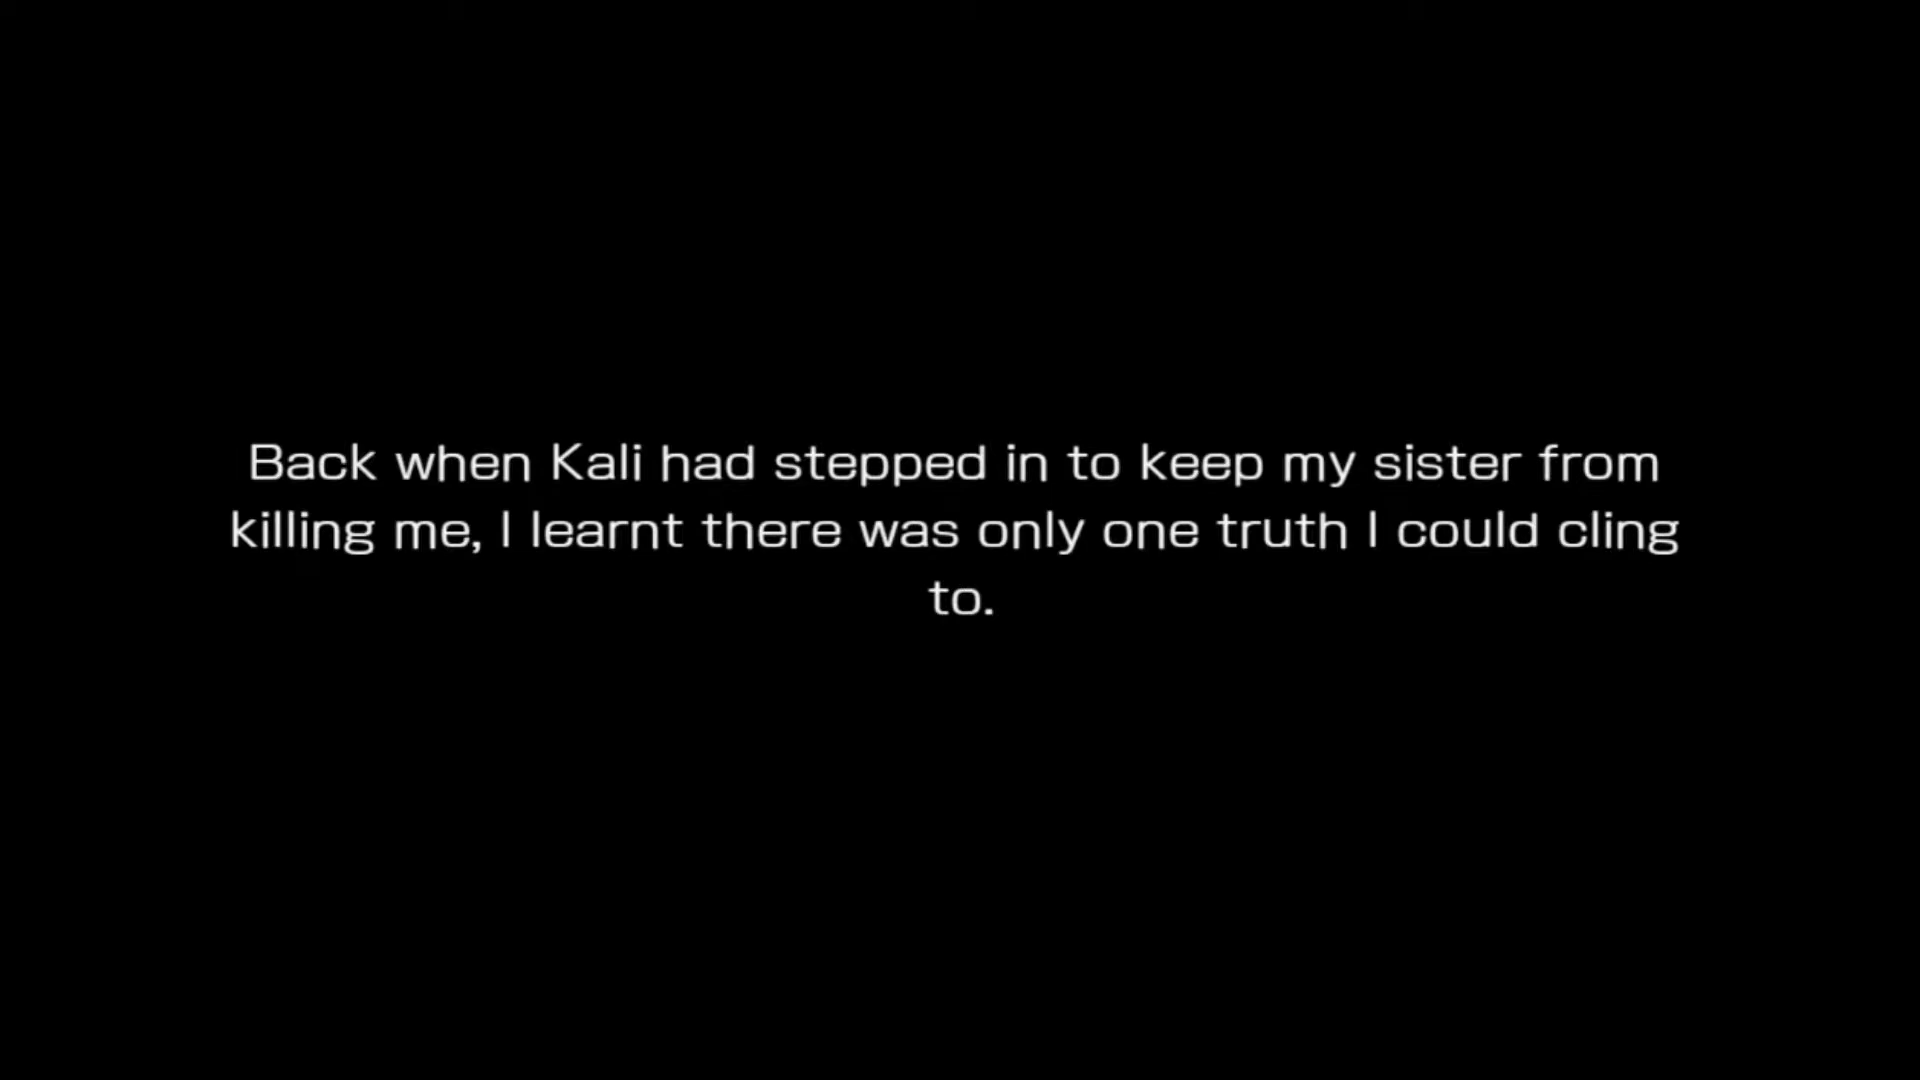 Back when Kali had stepped in to keep my sister from
killing me, I learnt there was only one truth I could cling
to.